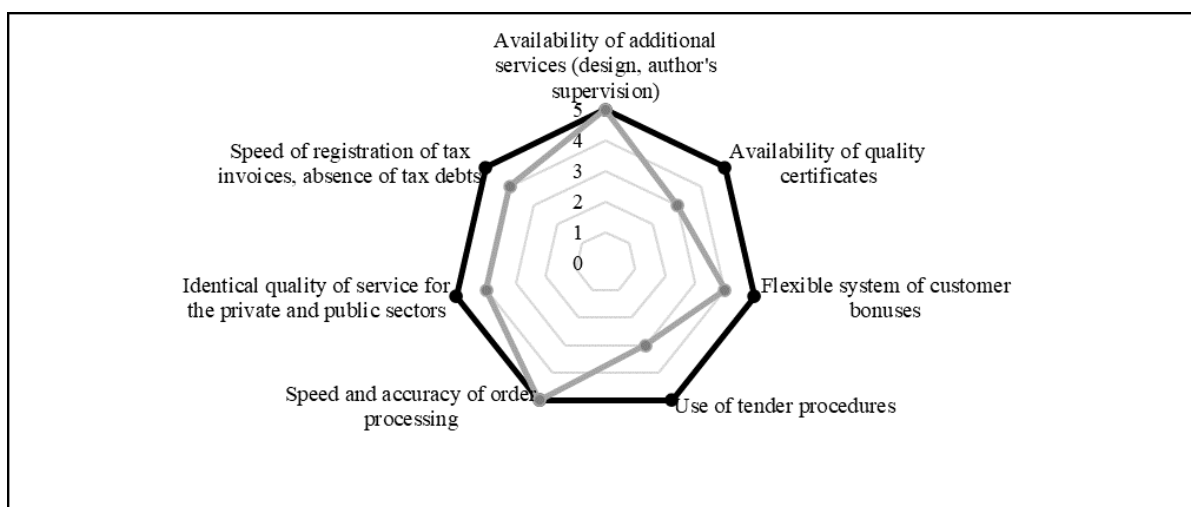 Availability of additional
services (design, author's
supervision)
5
4
3
2
1
0
Speed of registration of tax
invoices, absence of tax debts
Availability of quality
certificates
Identical quality of service for
the private and public sectors
Flexible system of customer
bonuses
Speed and accuracy of order
processing
Use of tender procedures